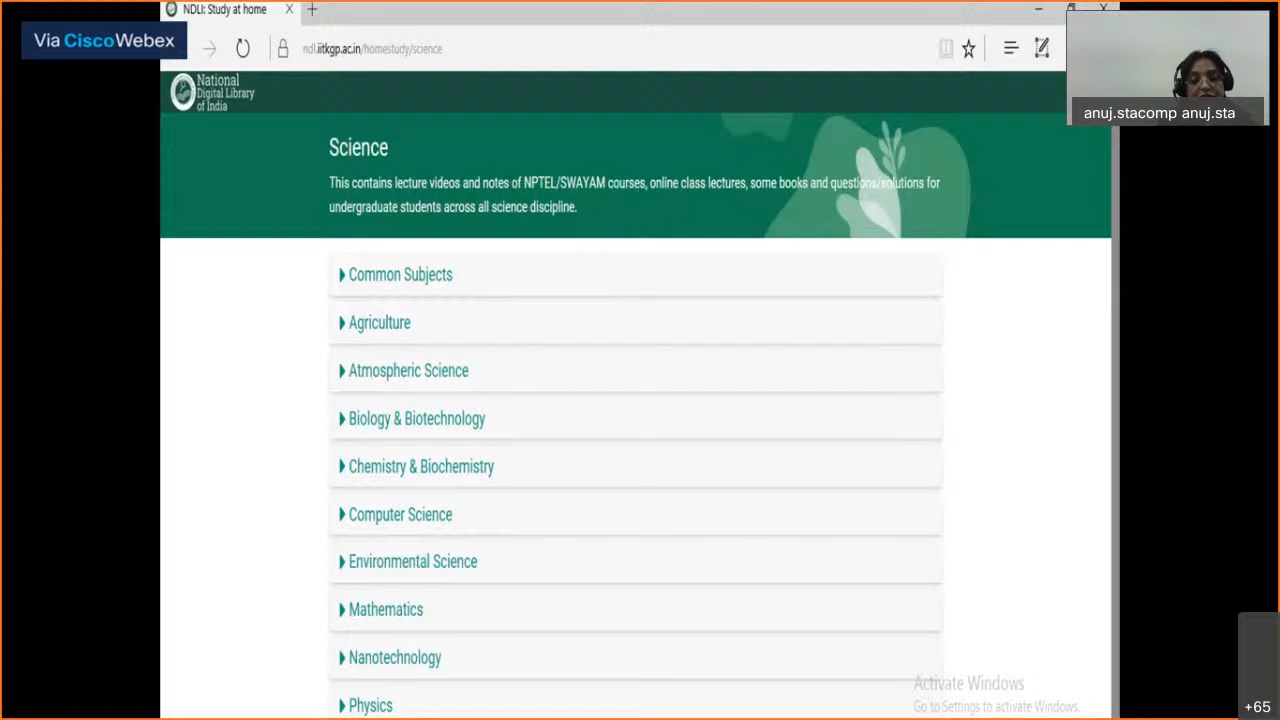 NDLI: Study at home
Via CiscoWebex
ndl.iitkgp.ac.in/homestudy/science
National
Digital Library
of India
anuj.stacomp anuj.sta
Science
This contains lecture videos and notes of NPTEL/SWAYAM courses, online class lectures, some books and questions/solutions for
undergraduate students across all science discipline.
Common Subjects
Agriculture
Atmospheric Science
Biology & Biotechnology
Chemistry & Biochemistry
Computer Science
Environmental Science
Mathematics
Nanotechnology
Physics
Activate Windows
Go to Settings to activate Windows.
+65